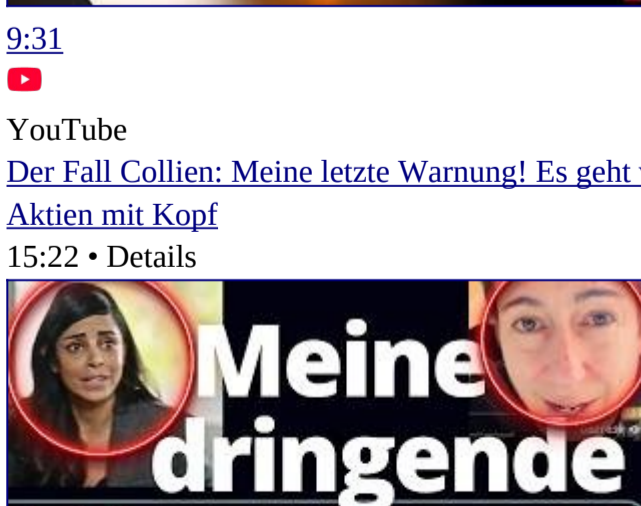 9:31
YouTube
Der Fall Collien: Meine letzte Warnung! Es geht
Aktien mit Kopf
15:22 • Details
Meine
dringende